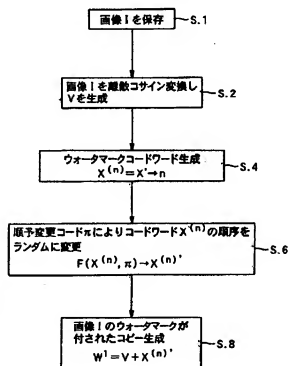 画像Iを保存
S.1
画像Iを離散コサイン変換し
Vを生成
S.2
ウォータマークコードワード生成
X(n)=X'→n
S.4
順予変更コードπによりコードワードX(n)の順序を
ランダムに変更
F(X(n),π)→X(n)'
S.6
画像Iのウォータマークが
付されたコピー生成
W1=V+X(n)'
S.8